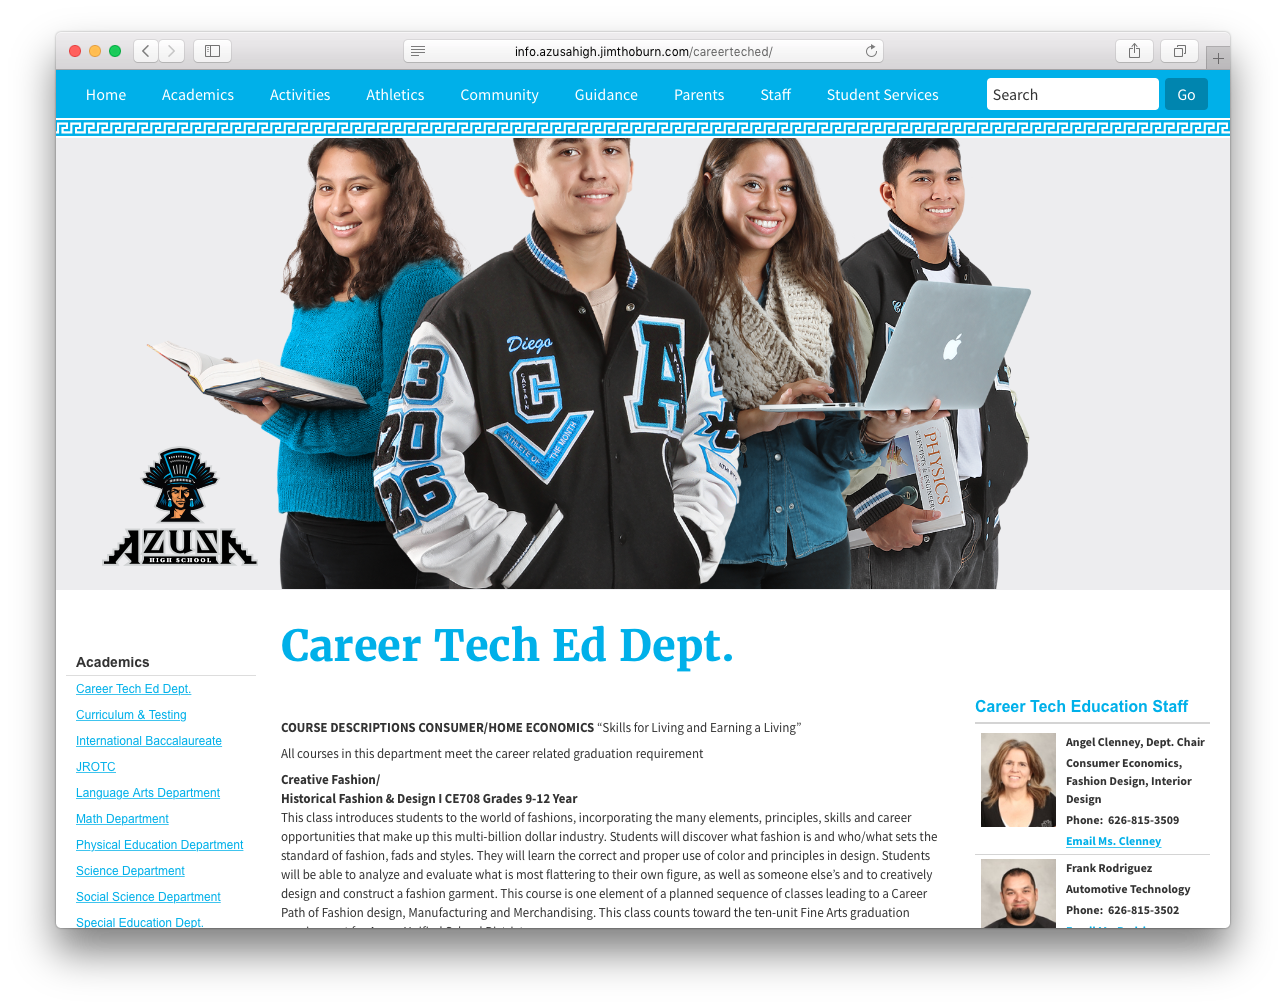 info.azusahigh.jimthoburn.com/careerteched/
Home Academics Activities Athletics Community Guidance Parents Staff Student Services Search Go
Diego
CAPTAIN
C
A
VARSITY
ATHLETE OF THE MONTH
23
20
26
PHYSICS
SCIENTISTS & ENGINEERS
AZUSA
HIGH SCHOOL
Career Tech Ed Dept.
Academics
Career Tech Ed Dept.
Curriculum & Testing
International Baccalaureate
JROTC
Language Arts Department
Math Department
Physical Education Department
Science Department
Social Science Department
Special Education Dept.
COURSE DESCRIPTIONS CONSUMER/HOME ECONOMICS “Skills for Living and Earning a Living”
All courses in this department meet the career related graduation requirement
Creative Fashion/
Historical Fashion & Design I CE708 Grades 9-12 Year
This class introduces students to the world of fashions, incorporating the many elements, principles, skills and career
opportunities that make up this multi-billion dollar industry. Students will discover what fashion is and who/what sets the
standard of fashion, fads and styles. They will learn the correct and proper use of color and principles in design. Students
will be able to analyze and evaluate what is most flattering to their own figure, as well as someone else’s and to creatively
design and construct a fashion garment. This course is one element of a planned sequence of classes leading to a Career
Path of Fashion design, Manufacturing and Merchandising. This class counts toward the ten-unit Fine Arts graduation
Career Tech Education Staff
Angel Clenney, Dept. Chair
Consumer Economics,
Fashion Design, Interior
Design
Phone: 626-815-3509
Email Ms. Clenney
Frank Rodriguez
Automotive Technology
Phone: 626-815-3502